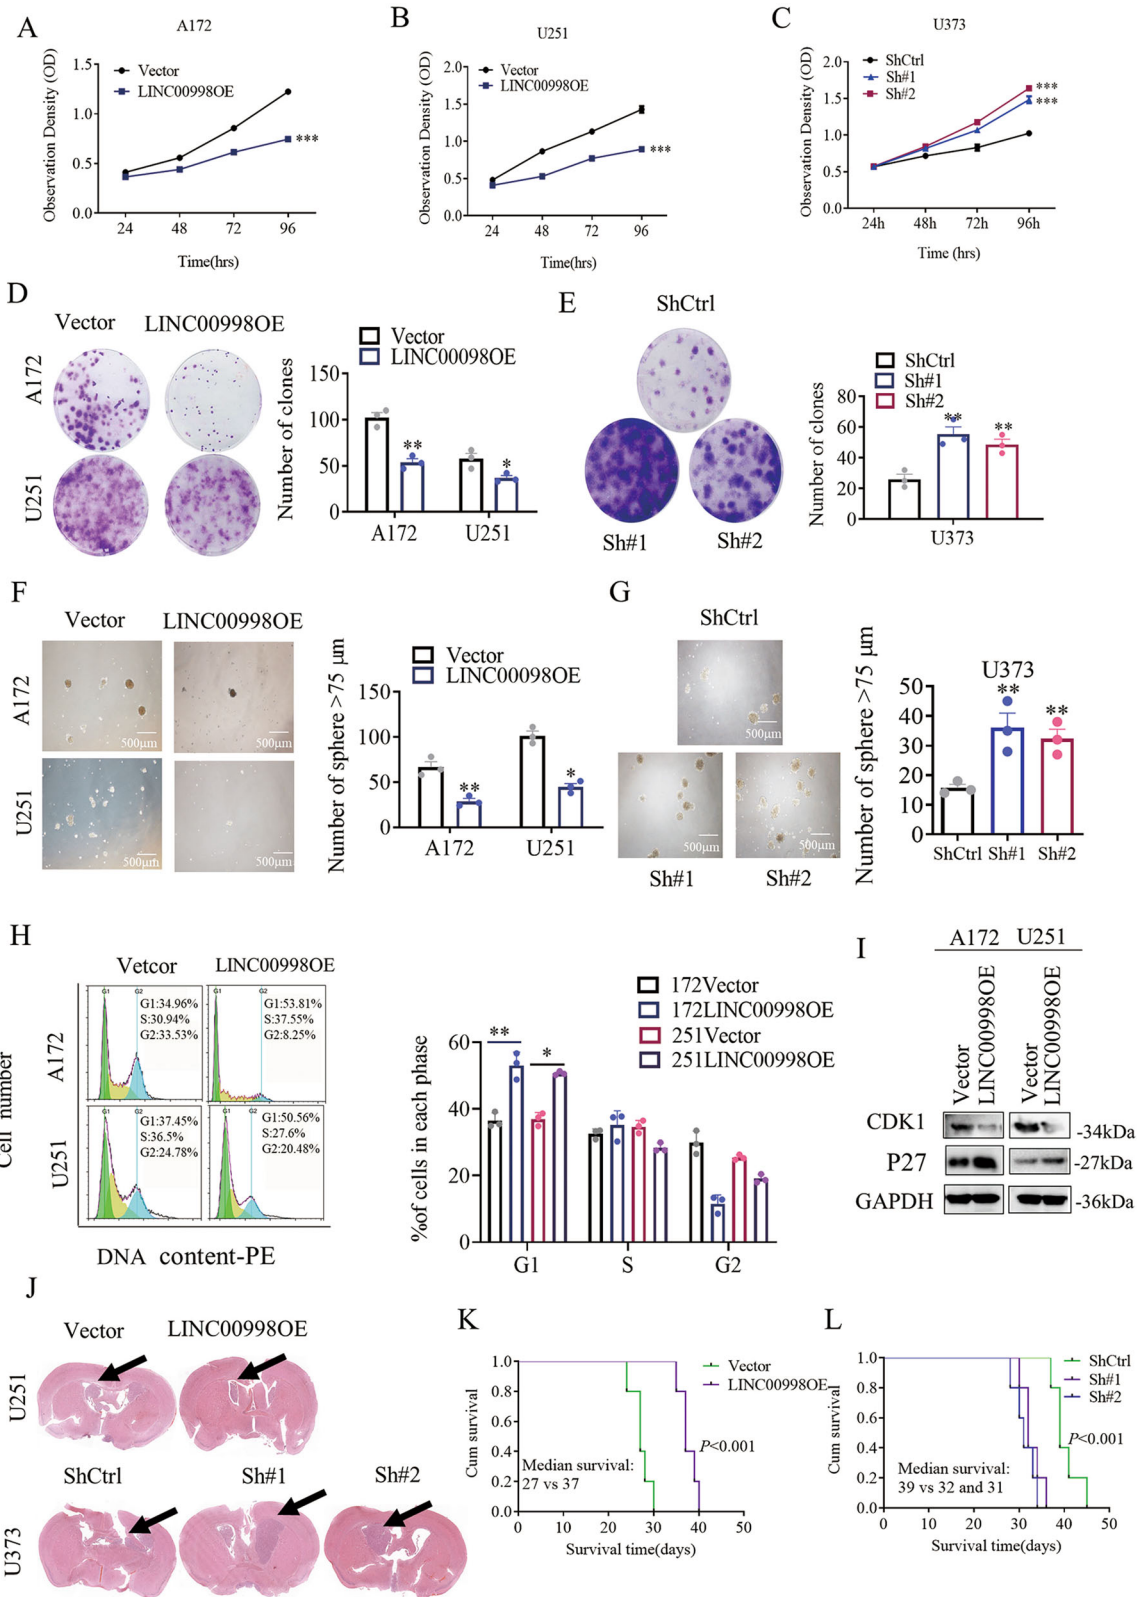 A
A172
Observation Density (OD)
1.5
1.0
0.5
0.0
Vector
LINC00998OE
***
24 48 72 96
Time(hrs)
B
U251
Observation Density (OD)
2.0
1.5
1.0
0.5
0.0
Vector
LINC00998OE
***
24 48 72 96
Time(hrs)
C
U373
Observation Density (OD)
2.0
1.5
1.0
0.5
0.0
ShCtrl
Sh#1
Sh#2
***
***
24h 48h 72h 96h
Time (hrs)
D
Vector LINC00998OE
A172
U251
Vector
LINC00098OE
Number of clones
150
100
50
0
**
*
A172 U251
E
ShCtrl
Sh#1 Sh#2
ShCtrl
Sh#1
Sh#2
Number of clones
80
60
40
20
0
** **
U373
F
Vector LINC00998OE
A172
U251
500μm 500μm
500μm 500μm
Vector
LINC00098OE
Number of sphere >75 μm
150
100
50
0
**
*
A172 U251
G
ShCtrl
500μm
500μm 500μm
Sh#1 Sh#2
Number of sphere >75 μm
U373
50
40
30
20
10
0
** **
ShCtrl Sh#1 Sh#2
H
Vetcor LINC00998OE
Cell number
A172
U251
G1 G2
G1:34.96%
S:30.94%
G2:33.53%
G1 G2
G1:53.81%
S:37.55%
G2:8.25%
G1 G2
G1:37.45%
S:36.5%
G2:24.78%
G1 G2
G1:50.56%
S:27.6%
G2:20.48%
DNA content-PE
172Vector
172LINC00998OE
251Vector
251LINC00998OE
%of cells in each phase
60
40
20
0
** *
G1 S G2
I
A172 U251
Vector
LINC00998OE
Vector
LINC00998OE
CDK1 -34kDa
P27 -27kDa
GAPDH -36kDa
J
Vector LINC00998OE
U251
ShCtrl Sh#1 Sh#2
U373
K
Cum survival
1.0
0.8
0.6
0.4
0.2
0.0
Vector
LINC00998OE
P<0.001
Median survival:
27 vs 37
0 10 20 30 40 50
Survival time(days)
L
Cum survival
1.0
0.8
0.6
0.4
0.2
0.0
ShCtrl
Sh#1
Sh#2
P<0.001
Median survival:
39 vs 32 and 31
0 10 20 30 40 50
Survival time(days)